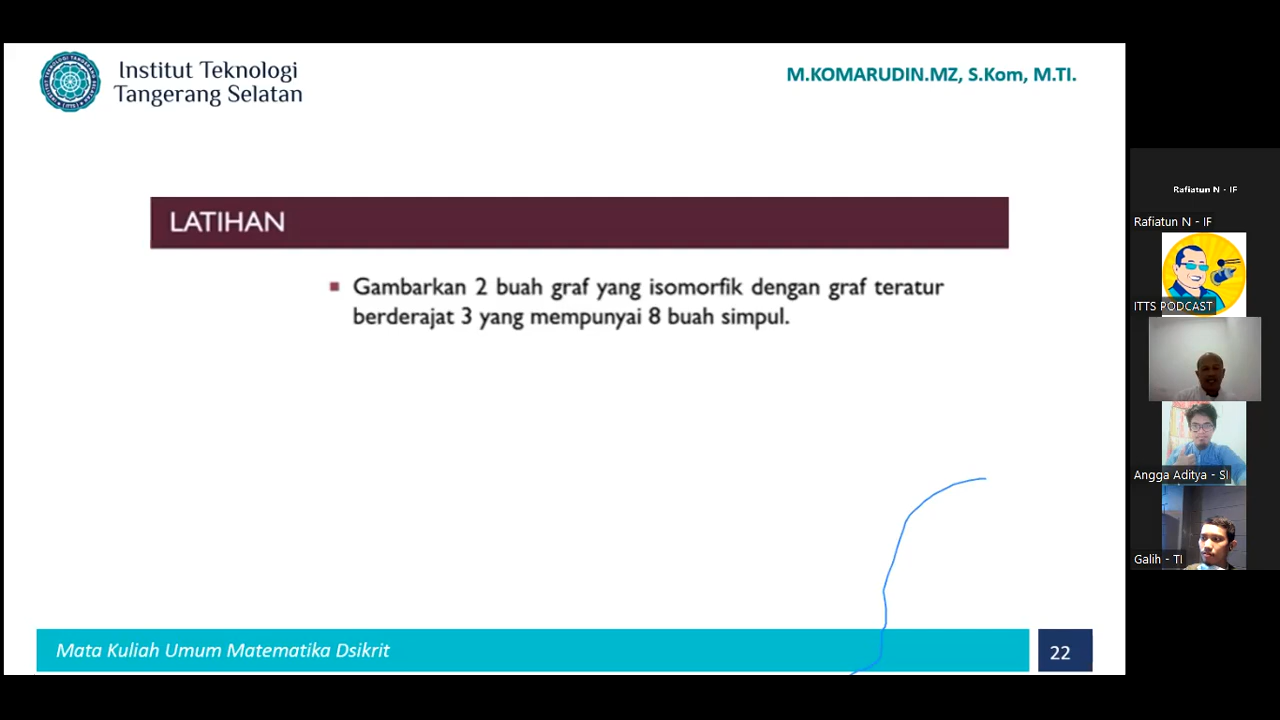 Institut Teknologi
Tangerang Selatan
M.KOMARUDIN.MZ, S.Kom, M.TI.
LATIHAN
Gambarkan 2 buah graf yang isomorfik dengan graf teratur
berderajat 3 yang mempunyai 8 buah simpul.
Mata Kuliah Umum Matematika Dsikrit
22
Rafiatun N - IF
Rafiatun N - IF
ITTS PODCAST
Angga Aditya - SI
Galih - TI